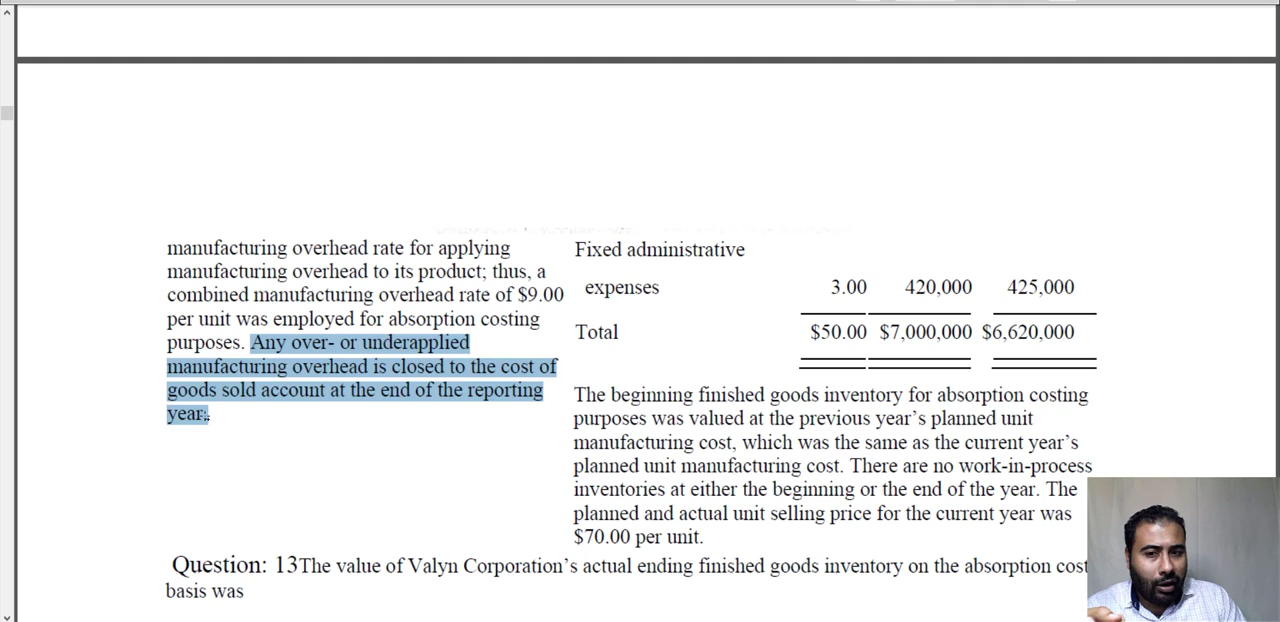 manufacturing overhead rate for applying
manufacturing overhead to its product; thus, a
combined manufacturing overhead rate of $9.00
per unit was employed for absorption costing
purposes. Any over- or underapplied
manufacturing overhead is closed to the cost of
goods sold account at the end of the reporting
year.
Fixed administrative
expenses 3.00 420,000 425,000
Total $50.00 $7,000,000 $6,620,000
The beginning finished goods inventory for absorption costing
purposes was valued at the previous year’s planned unit
manufacturing cost, which was the same as the current year’s
planned unit manufacturing cost. There are no work-in-process
inventories at either the beginning or the end of the year. The
planned and actual unit selling price for the current year was
$70.00 per unit.
Question: 13The value of Valyn Corporation’s actual ending finished goods inventory on the absorption cost
basis was